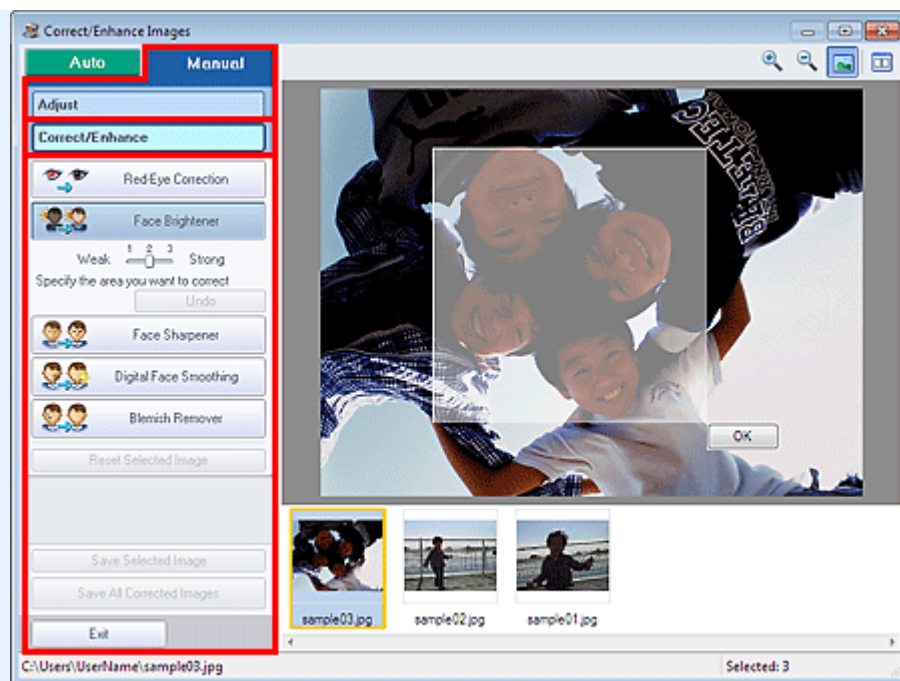 Correct/Enhance Images
Auto
Manual
Adjust
Correct/Enhance
Red-Eye Correction
Face Brightener
1 2 3
Weak
Strong
Specify the area you want to correct
Undo
Face Sharpener
Digital Face Smoothing
Blemish Remover
Reset Selected Image
Save Selected Image
Save All Corrected Images
Exit
OK
sample03.jpg
sample02.jpg
sample01.jpg
C:\Users\UserName\sample03.jpg
Selected: 3